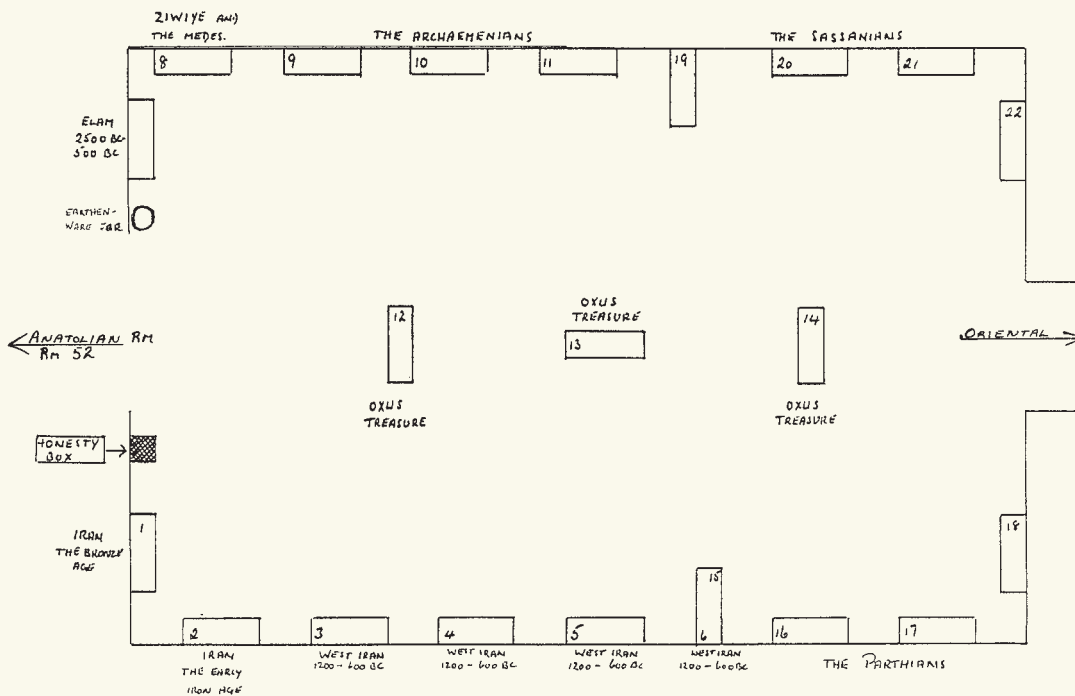 ZIWIYE AND
THE MEDES.
THE ARCHAEMENIANS
THE SASSANIANS
8
9
10
11
19
20
21
ELAM
2500 BC-
500 BC
22
EARTHEN-
WARE JAR
ANATOLIAN RM
RM 52
12
OXUS
TREASURE
OXUS
TREASURE
13
14
OXUS
TREASURE
ORIENTAL
HONESTY
BOX
1
IRAN
THE BRONZE
AGE
18
2
IRAN
THE EARLY
IRON AGE
3
WEST IRAN
1200-600 BC
4
WEST IRAN
1200-600 BC
5
WEST IRAN
1200-600 BC
15
6
WEST IRAN
1200-600 BC
16
17
THE PARTHIANS